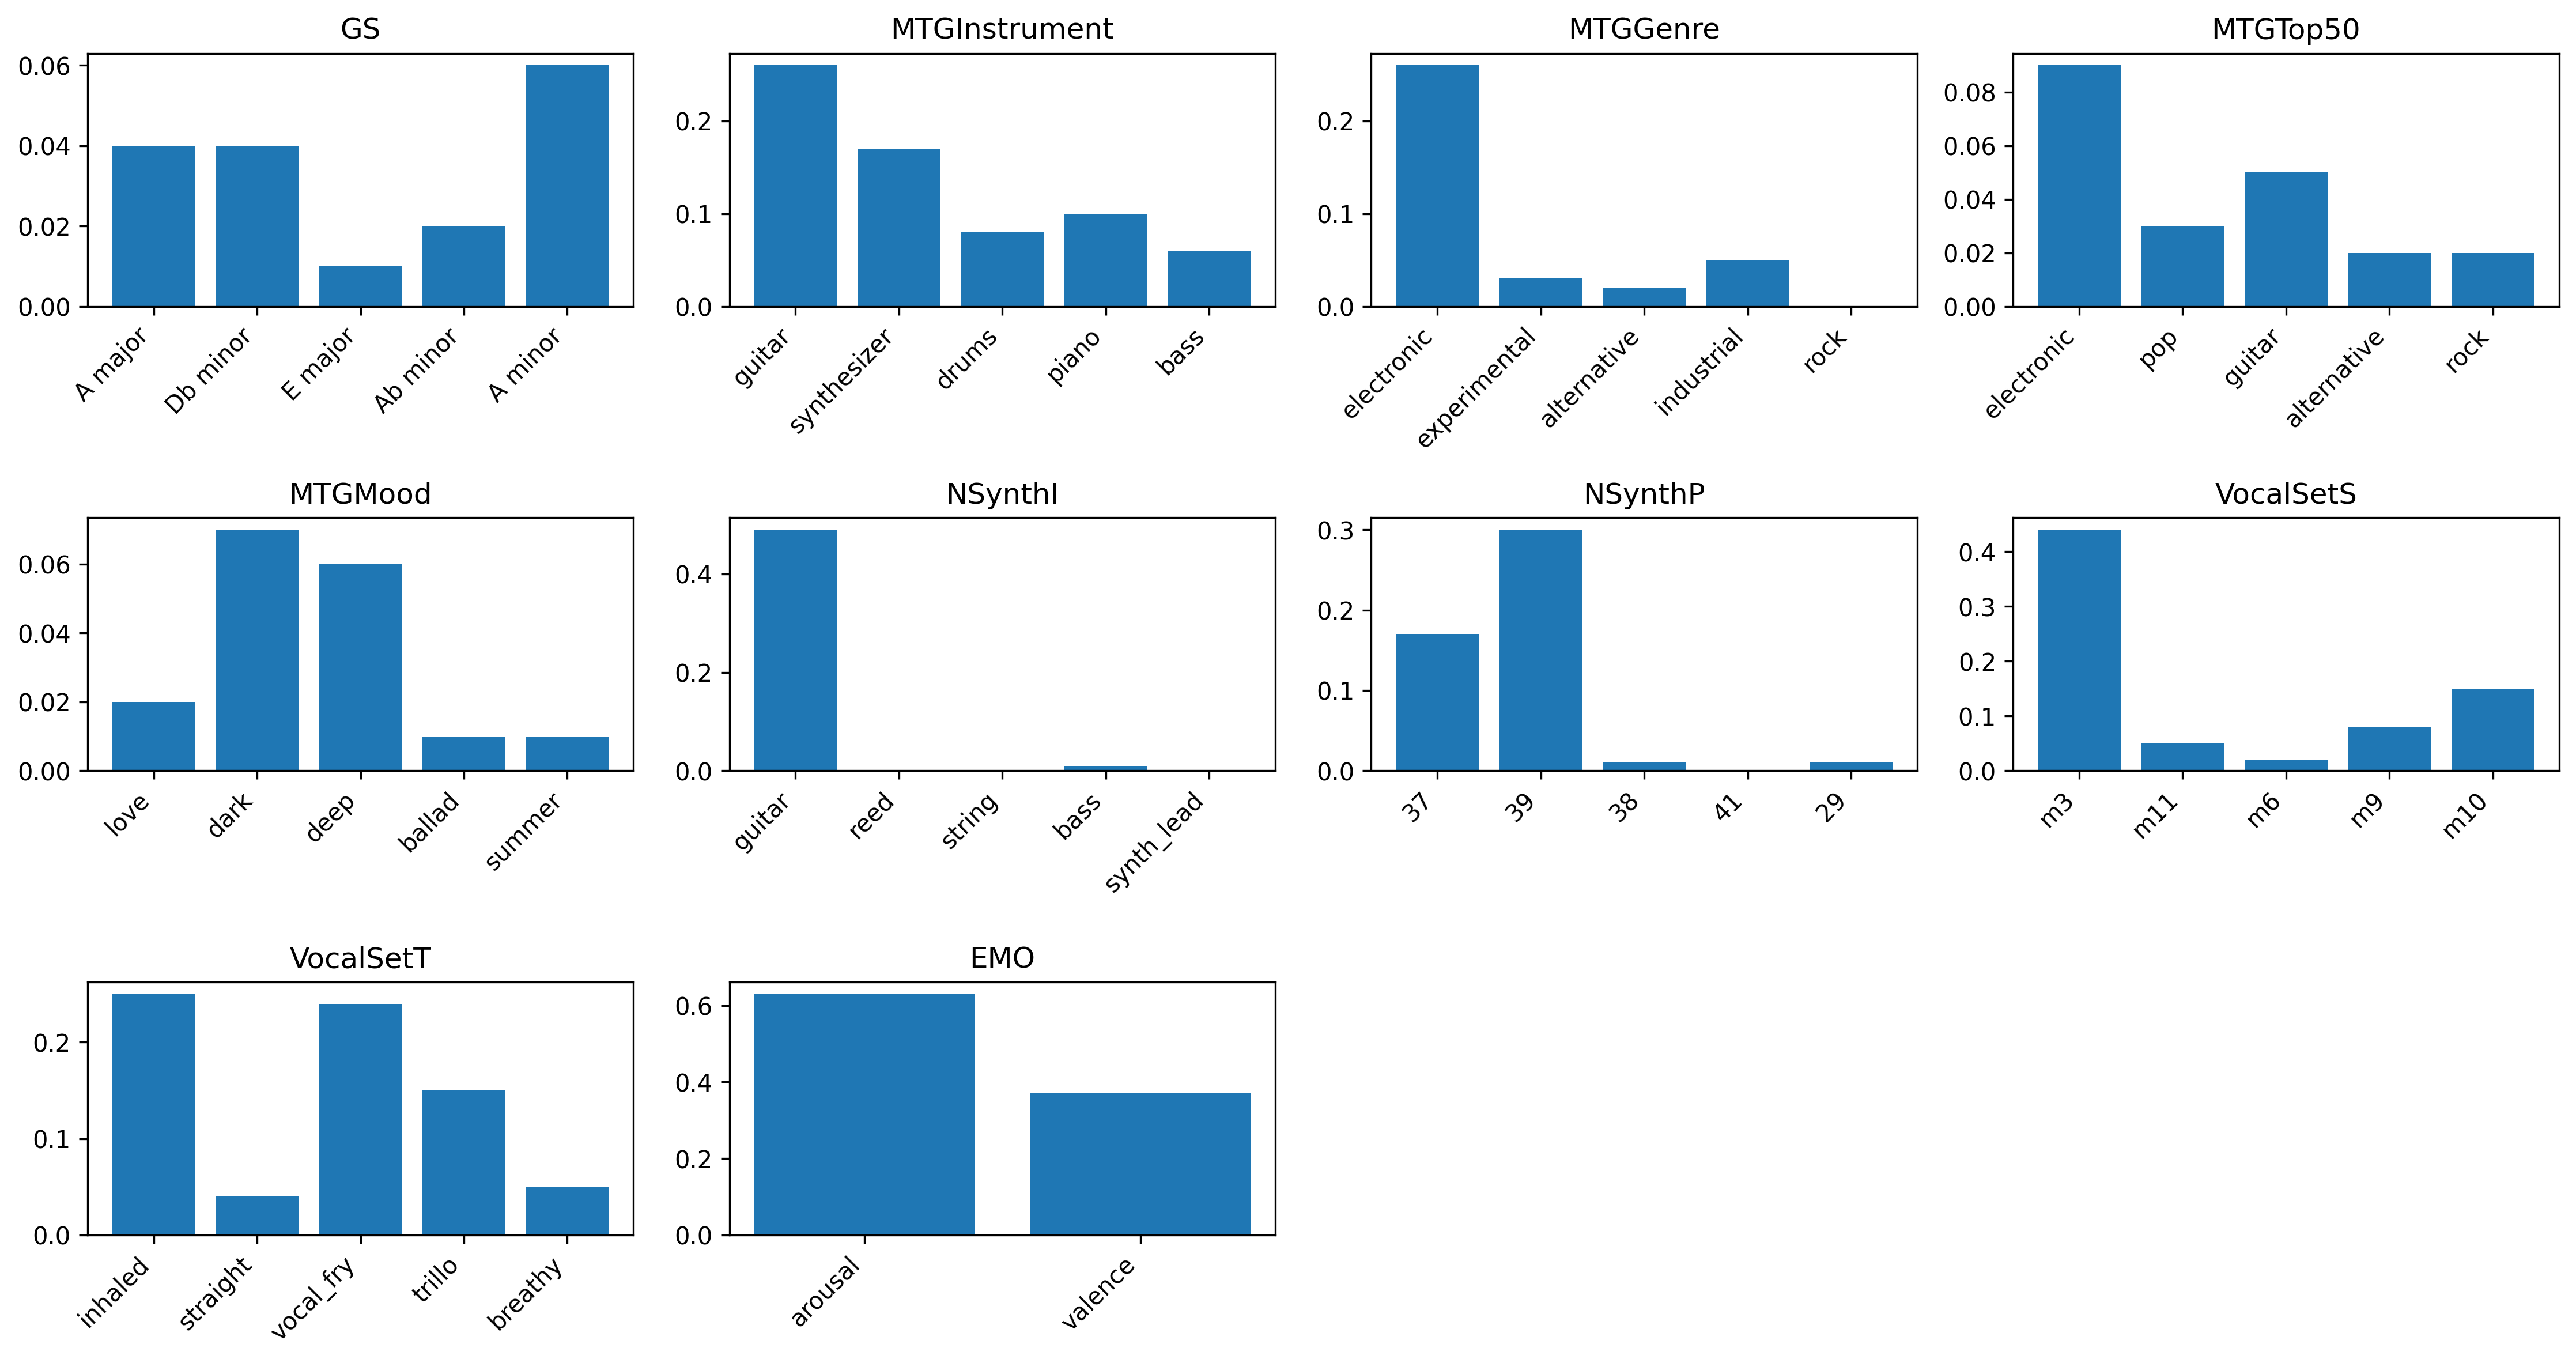 GS
0.06
0.04
0.02
0.00
A major
Db minor
E major
Ab minor
A minor
MTGInstrument
0.2
0.1
0.0
guitar
synthesizer
drums
piano
bass
MTGGenre
0.2
0.1
0.0
electronic
experimental
alternative
industrial
rock
MTGTop50
0.08
0.06
0.04
0.02
0.00
electronic
pop
guitar
alternative
rock
MTGMood
0.06
0.04
0.02
0.00
love
dark
deep
ballad
summer
NSynthI
0.4
0.2
0.0
guitar
reed
string
bass
synth_lead
NSynthP
0.3
0.2
0.1
0.0
37
39
38
41
29
VocalSetS
0.4
0.3
0.2
0.1
0.0
m3
m11
m6
m9
m10
VocalSetT
0.2
0.1
0.0
inhaled
straight
vocal_fry
trillo
breathy
EMO
0.6
0.4
0.2
0.0
arousal
valence